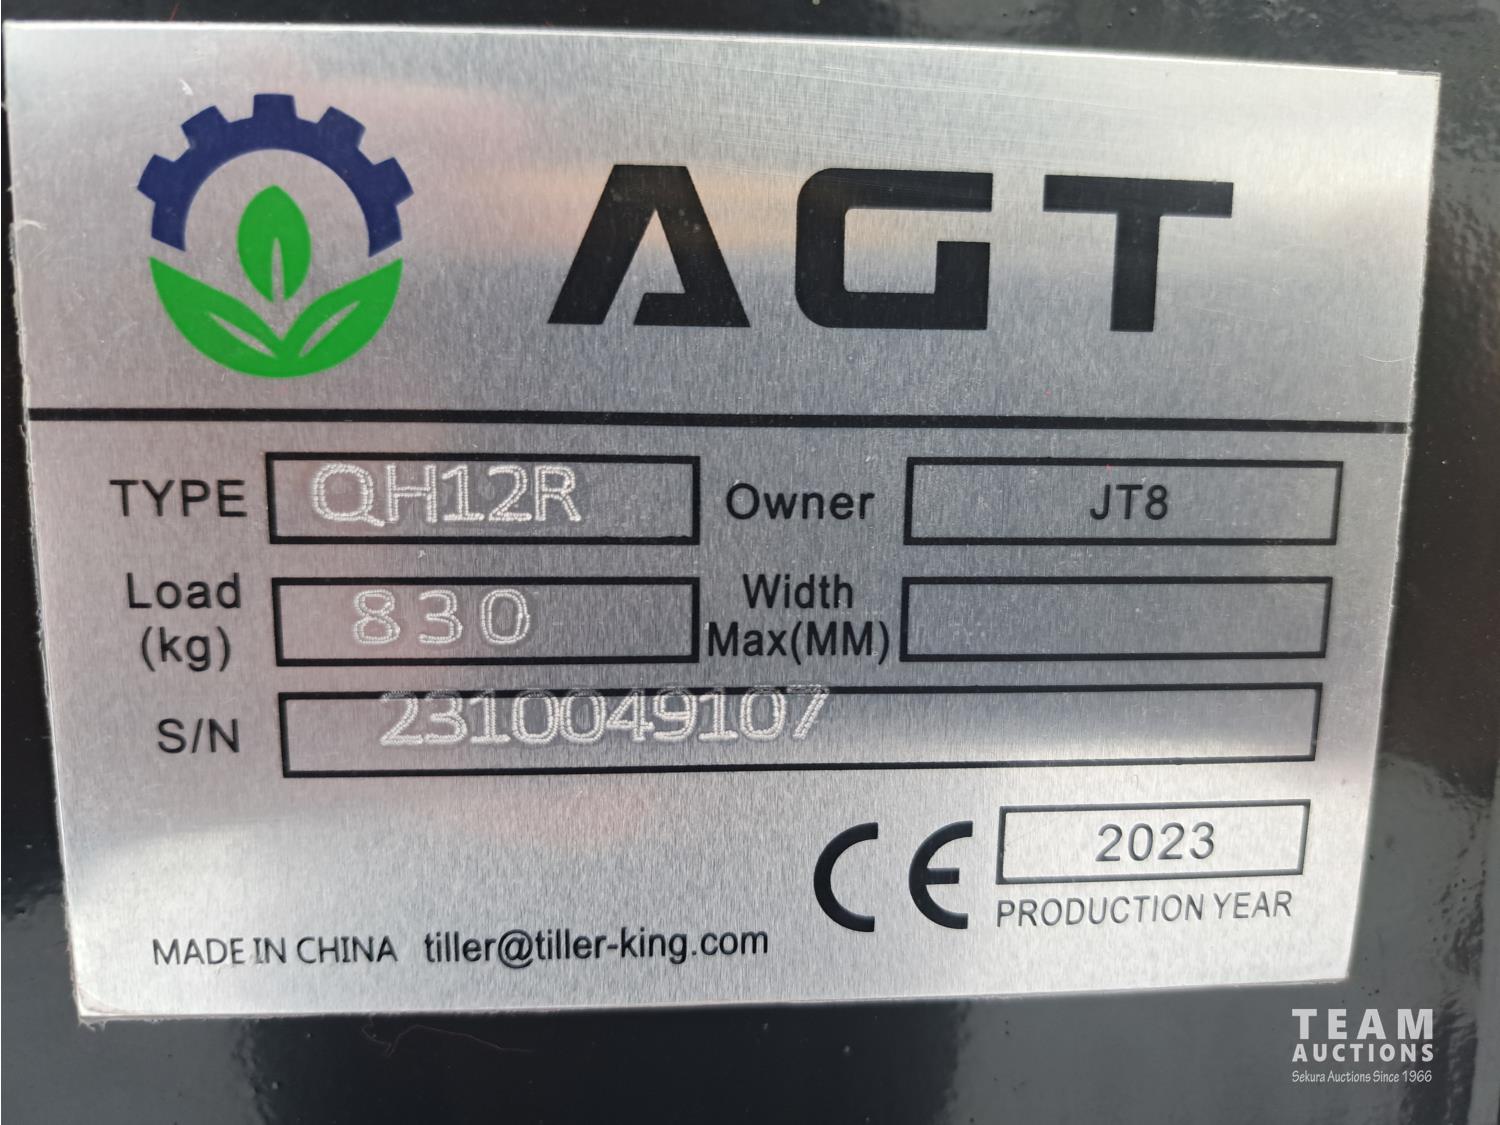 AGT
TYPE QH12R Owner JT8
Load (kg) 830 Width Max(MM)
S/N 2310049107
CE 2023
PRODUCTION YEAR
MADE IN CHINA tiller@tiller-king.com
TEAM
AUCTIONS
Sekura Auctions Since 1966